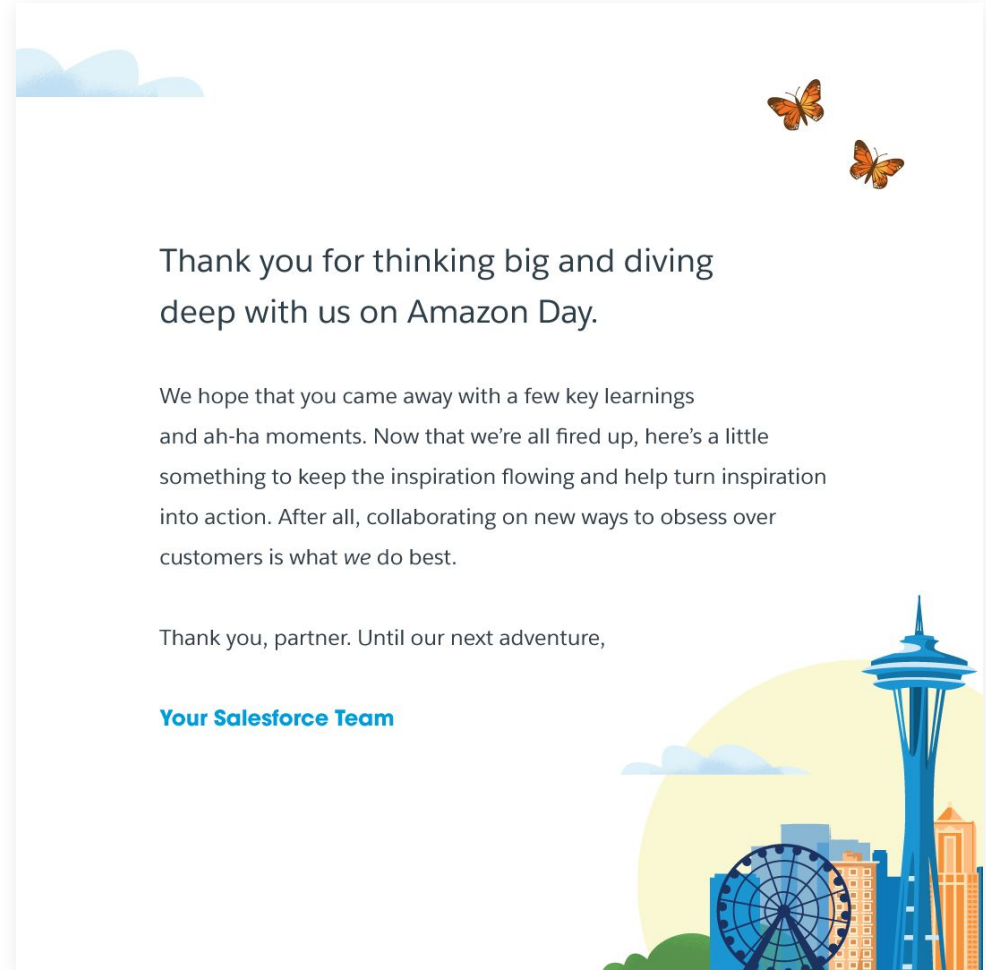 Thank you for thinking big and diving
deep with us on Amazon Day.
We hope that you came away with a few key learnings
and ah-ha moments. Now that we’re all fired up, here’s a little
something to keep the inspiration flowing and help turn inspiration
into action. After all, collaborating on new ways to obsess over
customers is what we do best.
Thank you, partner. Until our next adventure,
Your Salesforce Team